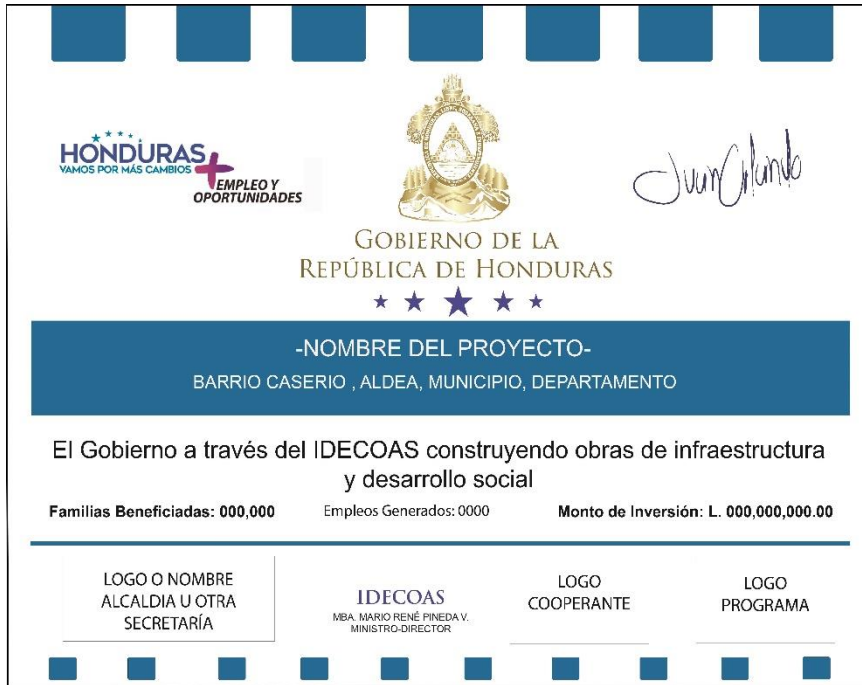 HONDURAS
VAMOS POR MÁS CAMBIOS
EMPLEO Y
OPORTUNIDADES
Juan Orlando
GOBIERNO DE LA
REPÚBLICA DE HONDURAS
-NOMBRE DEL PROYECTO-
BARRIO CASERIO , ALDEA, MUNICIPIO, DEPARTAMENTO
El Gobierno a través del IDECOAS construyendo obras de infraestructura
y desarrollo social
Familias Beneficiadas: 000,000 Empleos Generados: 0000 Monto de Inversión: L. 000,000,000.00
LOGO O NOMBRE
ALCALDIA U OTRA
SECRETARÍA
IDECOAS
MBA. MARIO RENÉ PINEDA V.
MINISTRO-DIRECTOR
LOGO
COOPERANTE
LOGO
PROGRAMA